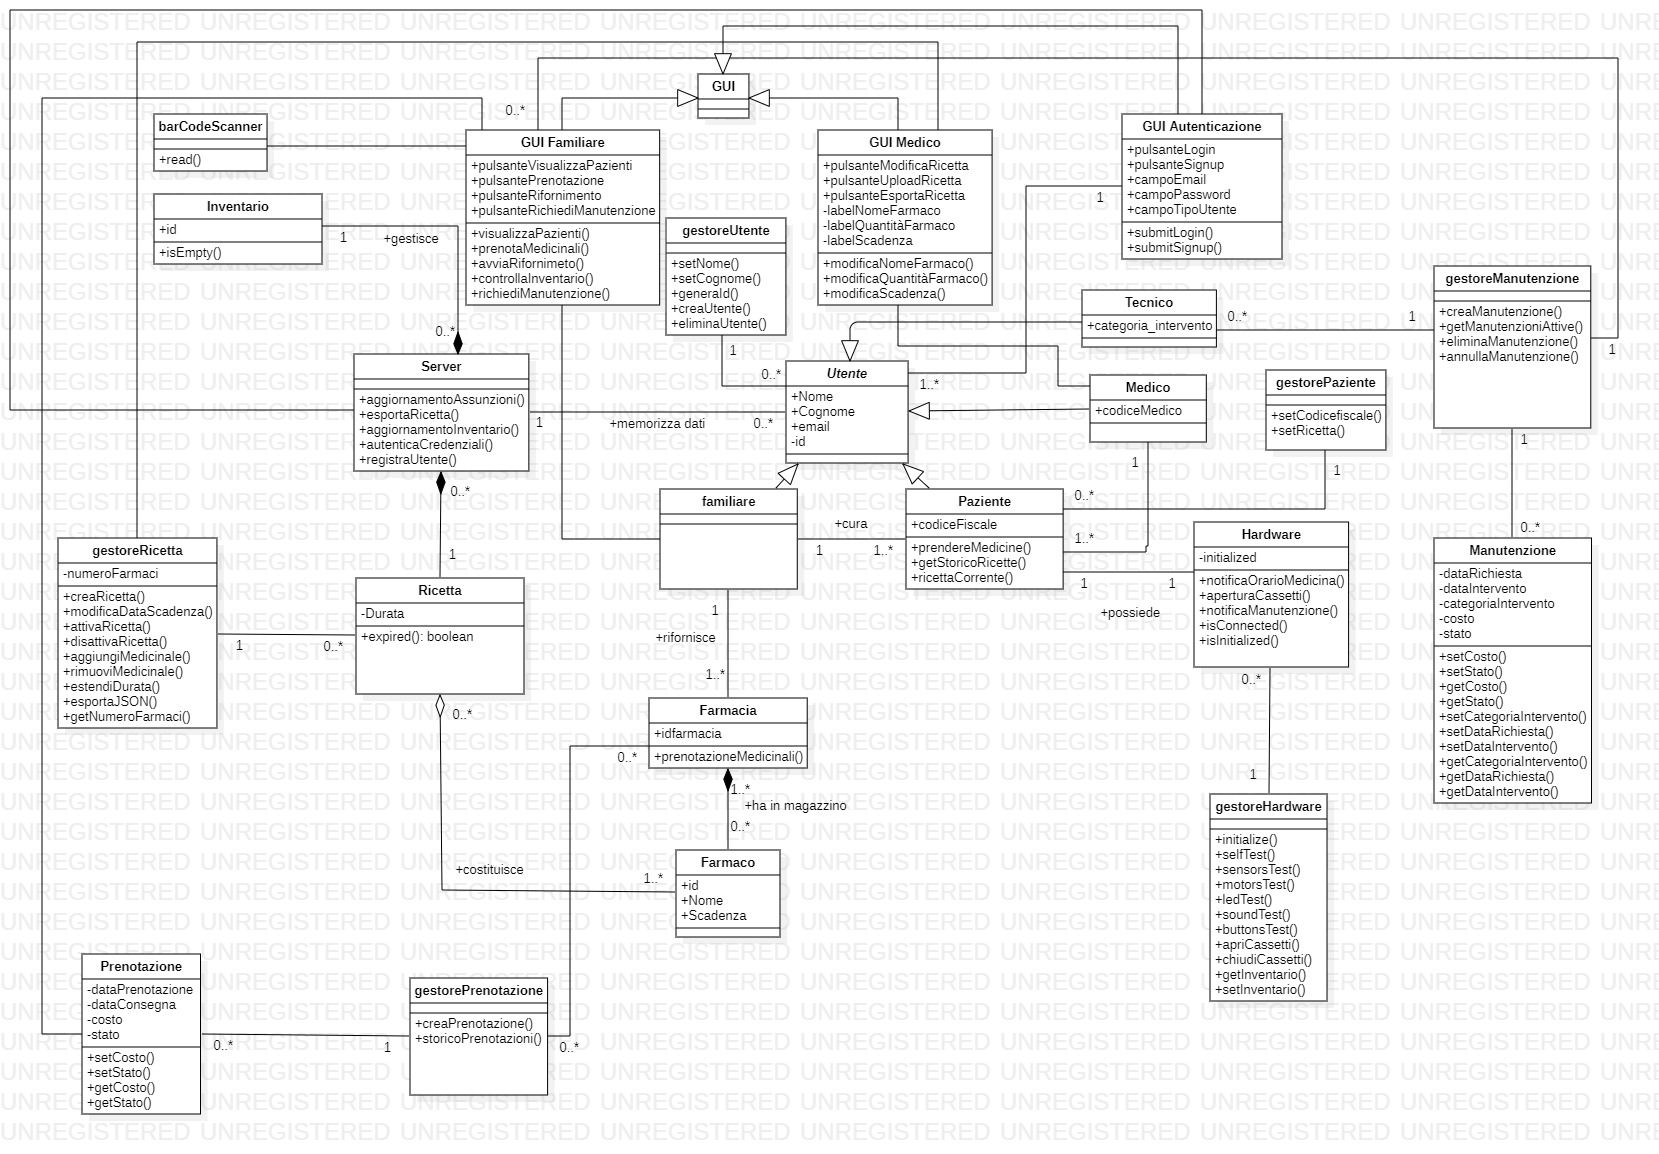 GUI
0..*
barCodeScanner
+read()
GUI Familiare
+pulsanteVisualizzaPazienti
+pulsantePrenotazione
+pulsanteRifornimento
+pulsanteRichiediManutenzione
+visualizzaPazienti()
+prenotaMedicinali()
+avviaRifornimeto()
+controllaInventario()
+richiediManutenzione()
GUI Medico
+pulsanteModificaRicetta
+pulsanteUploadRicetta
+pulsanteEsportaRicetta
-labelNomeFarmaco
-labelQuantitàFarmaco
-labelScadenza
+modificaNomeFarmaco()
+modificaQuantitàFarmaco()
+modificaScadenza()
GUI Autenticazione
+pulsanteLogin
+pulsanteSignup
+campoEmail
+campoPassword
+campoTipoUtente
+submitLogin()
+submitSignup()
1
Inventario
+id
+isEmpty()
1
+gestisce
0..*
gestoreUtente
+setNome()
+setCognome()
+generaId()
+creaUtente()
+eliminaUtente()
1
0..*
Tecnico
+categoria_intervento
0..*
1
gestoreManutenzione
+creaManutenzione()
+getManutenzioniAttive()
+eliminaManutenzione()
+annullaManutenzione()
1
1
Server
+aggiornamentoAssunzioni()
+esportaRicetta()
+aggiornamentoInventario()
+autenticaCredenziali()
+registraUtente()
1
+memorizza dati
0..*
Utente
+Nome
+Cognome
+email
-id
1..*
Medico
+codiceMedico
1
gestorePaziente
+setCodicefiscale()
+setRicetta()
1
0..*
1
familiare
+cura
1
1..*
Paziente
+codiceFiscale
+prendereMedicine()
+getStoricoRicette()
+ricettaCorrente()
0..*
1..*
1
1
+possiede
Hardware
-initialized
+notificaOrarioMedicina()
+aperturaCassetti()
+notificaManutenzione()
+isConnected()
+isInitialized()
0..*
1
0..*
Manutenzione
-dataRichiesta
-dataIntervento
-categoriaIntervento
-costo
-stato
+setCosto()
+setStato()
+getCosto()
+getStato()
+setCategoriaIntervento()
+setDataRichiesta()
+setDataIntervento()
+getCategoriaIntervento()
+getDataRichiesta()
+getDataIntervento()
gestoreRicetta
-numeroFarmaci
+creaRicetta()
+modificaDataScadenza()
+attivaRicetta()
+disattivaRicetta()
+aggiungiMedicinale()
+rimuoviMedicinale()
+estendiDurata()
+esportaJSON()
+getNumeroFarmaci()
1
0..*
Ricetta
-Durata
+expired(): boolean
0..*
1
+rifornisce
1..*
Farmacia
+idfarmacia
+prenotazioneMedicinali()
0..*
1..*
+ha in magazzino
0..*
gestoreHardware
+initialize()
+selfTest()
+sensorsTest()
+motorsTest()
+ledTest()
+soundTest()
+buttonsTest()
+apriCassetti()
+chiudiCassetti()
+getInventario()
+setInventario()
+costituisce
1..*
Farmaco
+id
+Nome
+Scadenza
Prenotazione
-dataPrenotazione
-dataConsegna
-costo
-stato
+setCosto()
+setStato()
+getCosto()
+getStato()
0..*
1
gestorePrenotazione
+creaPrenotazione()
+storicoPrenotazioni()
0..*
UNREGISTERED